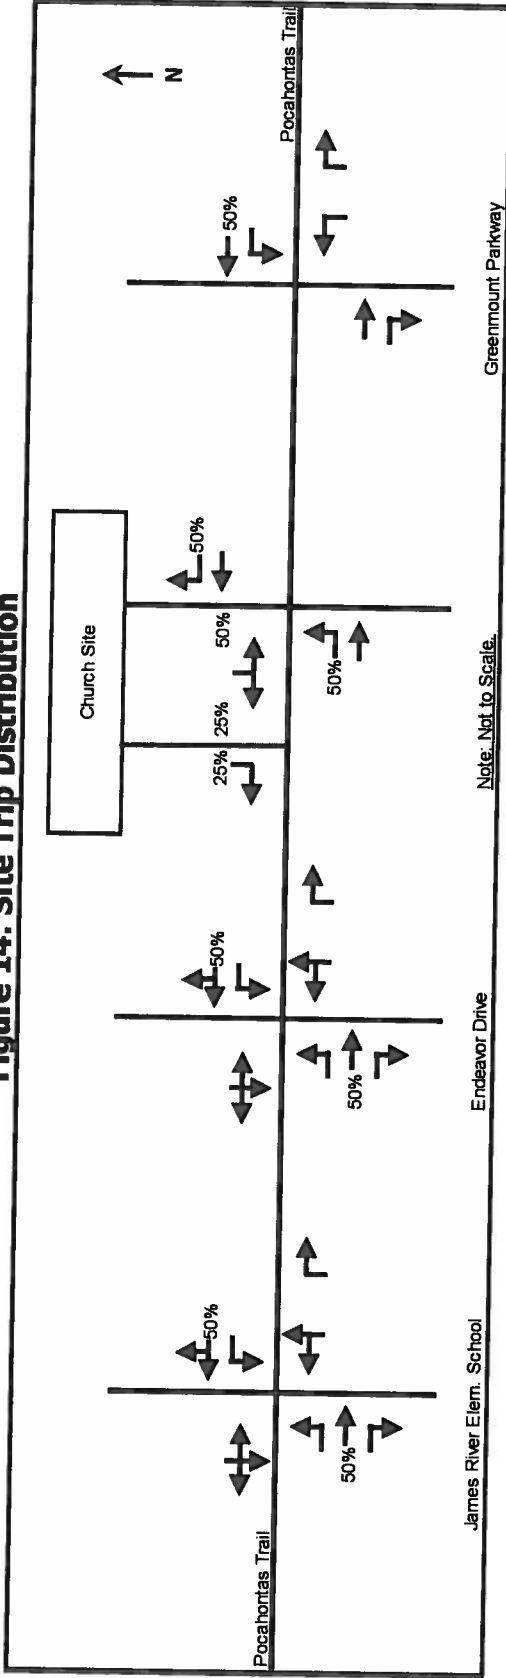 Figure 14. Site Trip Distribution
N
Church Site
Pocahontas Trail
Pocahontas Trail
50%
50%
25%
25%
50%
50%
50%
50%
50%
50%
50%
James River Elem. School
Endeavor Drive
Note: Not to Scale.
Greenmount Parkway